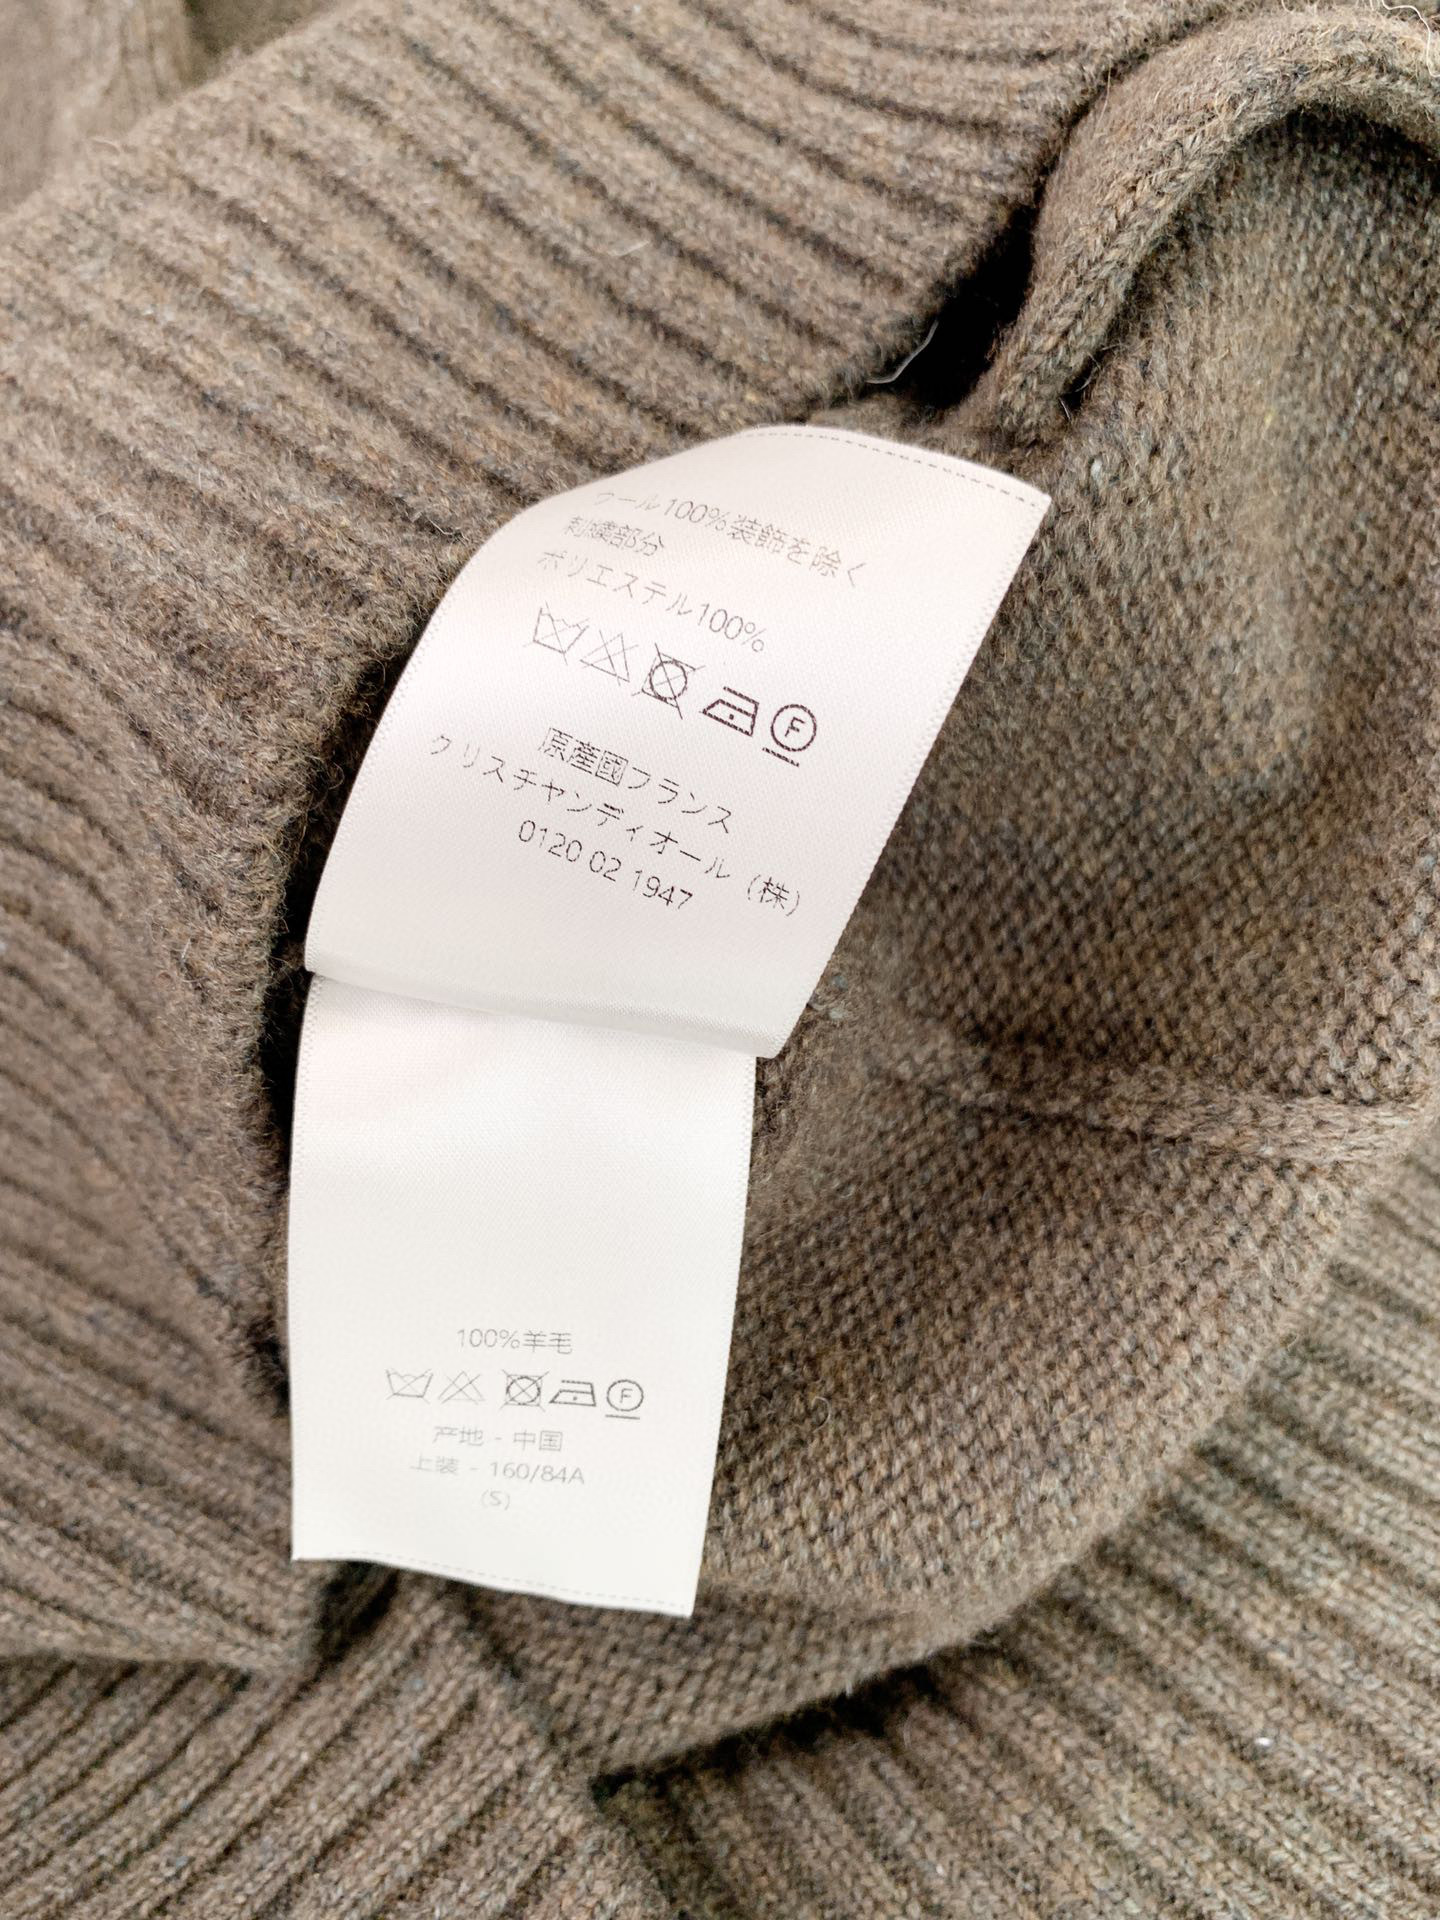 ウール100%装飾を除く
刺繍部分
ポリエステル100%
F
原産國フランス
クリスチャンディオール（株）
0120 02 1947
100%羊毛
F
产地 - 中国
上装 - 160/84A
(S)